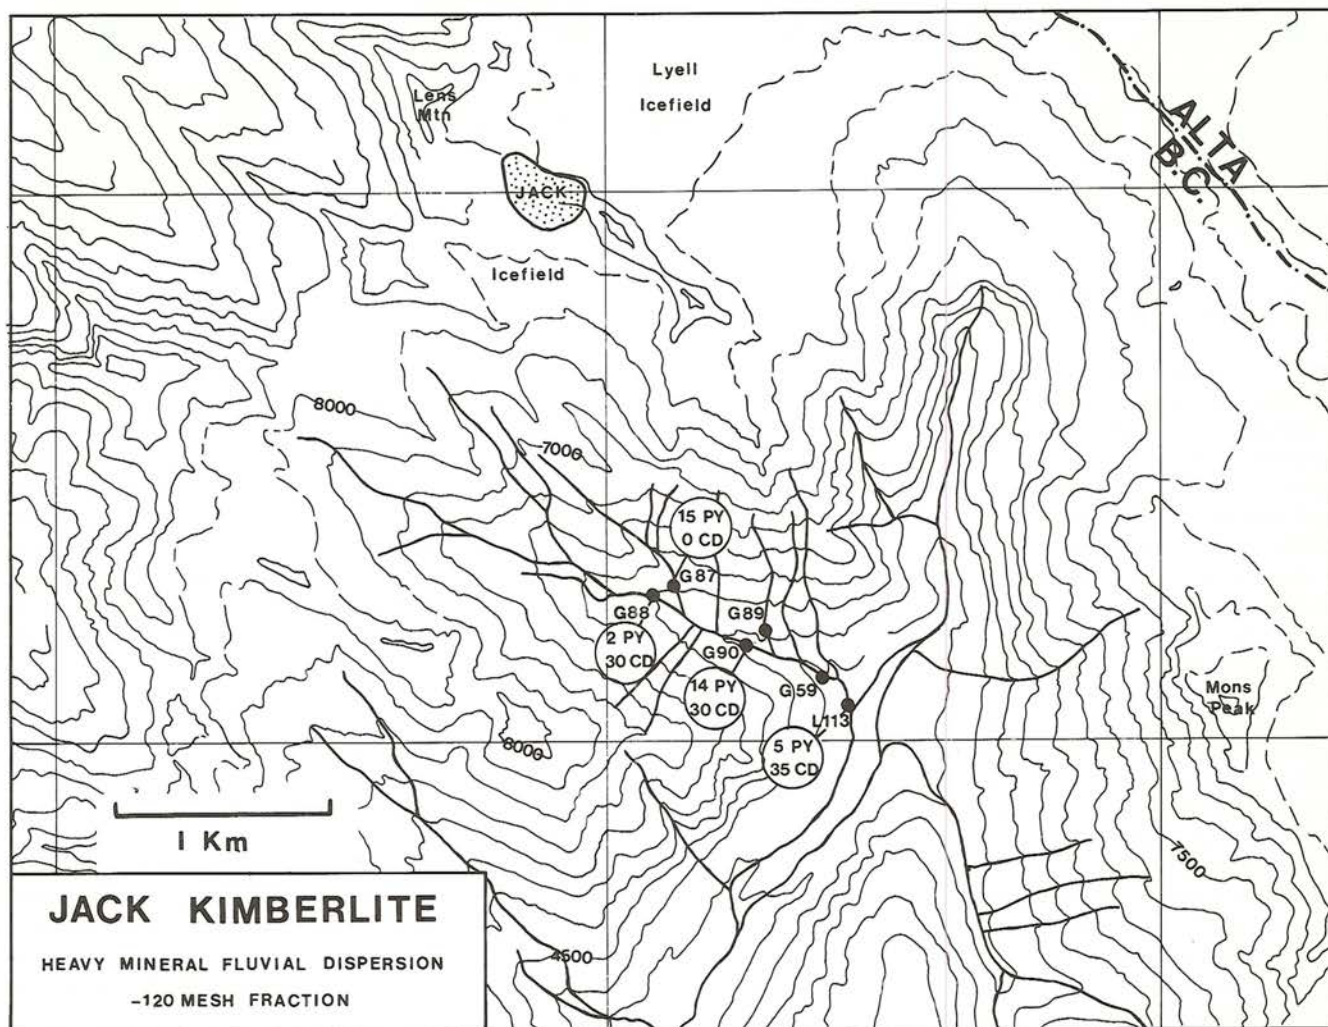 Lyell
Icefield
Lens
Mtn
ALTA
B.C.
JACK
Icefield
8000
7000
15 PY
0 CD
G87
G88
G89
2 PY
30 CD
G90
14 PY
30 CD
G59
L113
Mons
Peak
8000
5 PY
35 CD
1 Km
7500
JACK KIMBERLITE
4500
HEAVY MINERAL FLUVIAL DISPERSION
-120 MESH FRACTION